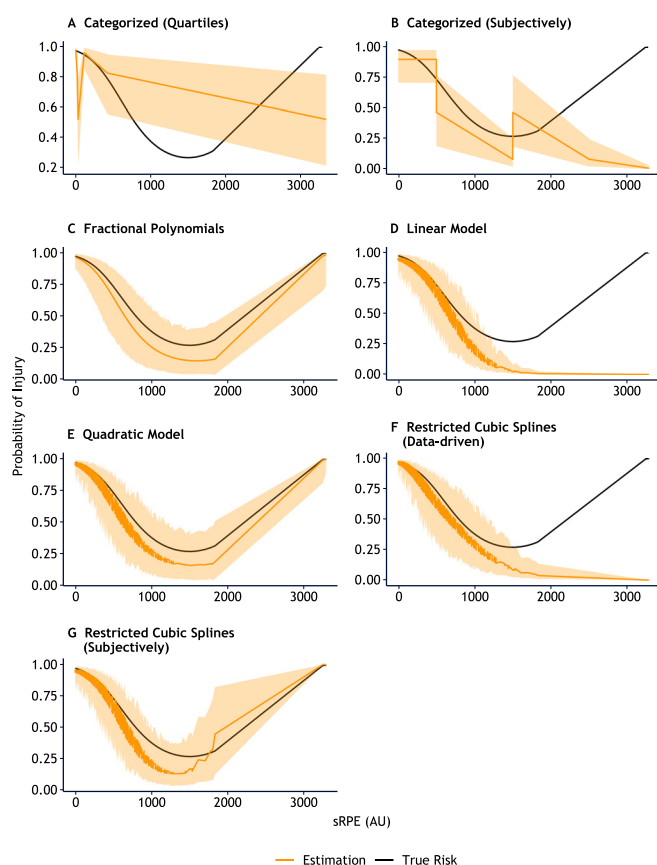 A Categorized (Quartiles)
1.0
0.8
0.6
0.4
0.2
0 1000 2000 3000
B Categorized (Subjectively)
1.00
0.75
0.50
0.25
0.00
0 1000 2000 3000
C Fractional Polynomials
1.00
0.75
0.50
0.25
0.00
0 1000 2000 3000
D Linear Model
1.00
0.75
0.50
0.25
0.00
0 1000 2000 3000
Probability of Injury
E Quadratic Model
1.00
0.75
0.50
0.25
0.00
0 1000 2000 3000
F Restricted Cubic Splines
(Data-driven)
1.00
0.75
0.50
0.25
0.00
0 1000 2000 3000
G Restricted Cubic Splines
(Subjectively)
1.00
0.75
0.50
0.25
0.00
0 1000 2000 3000
sRPE (AU)
Estimation True Risk